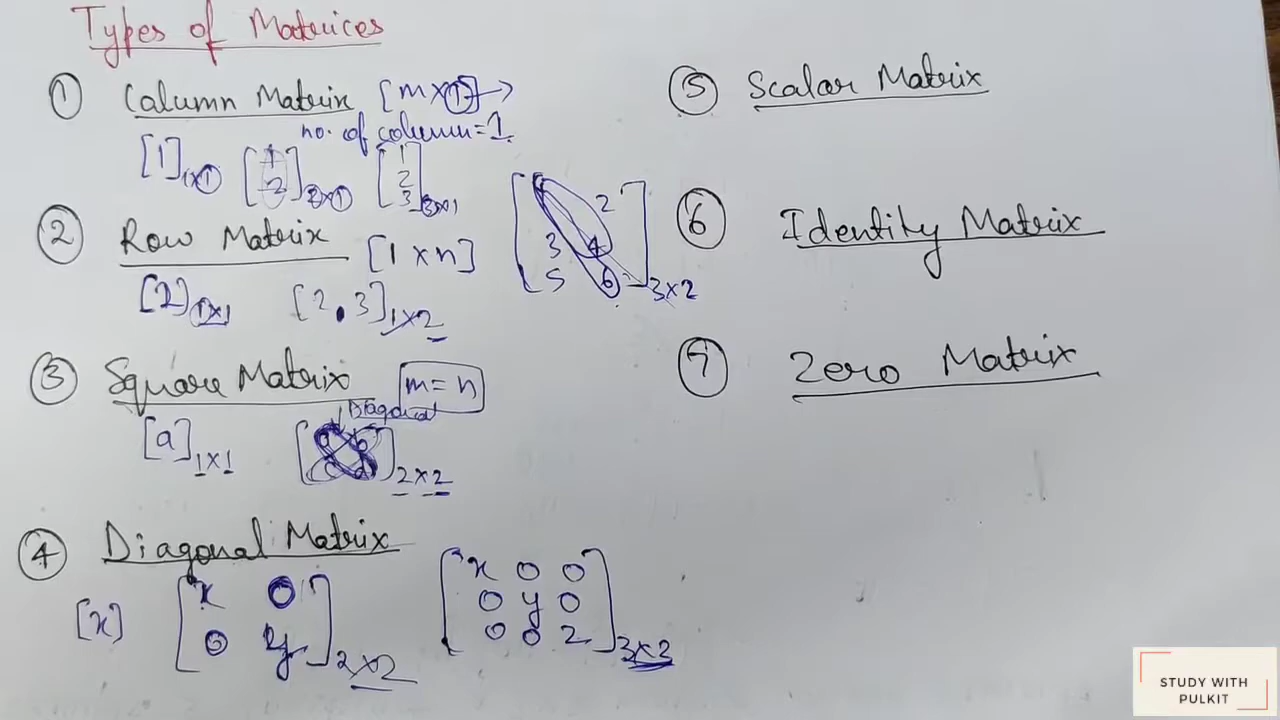 Types of Matrices
① Column Matrix [m×1]→
no. of column=1.
[1]1×1 [1 2]2×1 [1 2 3]3×1
② Row Matrix [1×n]
[2]1×1 [2,3]1×2
[ 2
3 4
5 6 ]3×2
③ Square Matrix m=n
Diagonal
[a]1×1 [ ]2×2
④ Diagonal Matrix
[x] [x 0
0 y]2×2
[x 0 0
0 y 0
0 0 z]3×3
⑤ Scalar Matrix
⑥ Identity Matrix
⑦ Zero Matrix
STUDY WITH
PULKIT